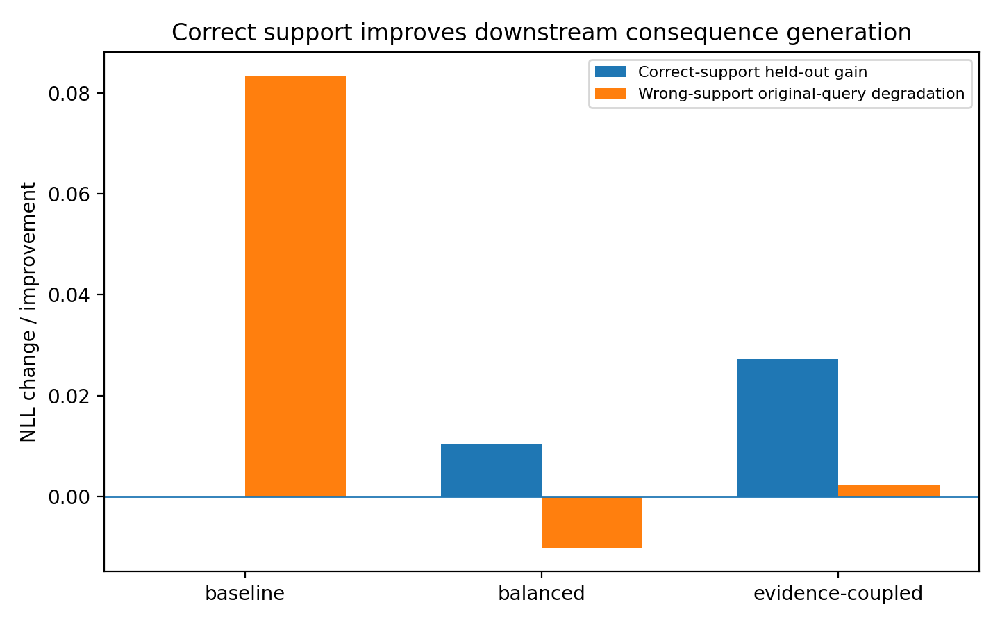 Correct support improves downstream consequence generation
Correct-support held-out gain
Wrong-support original-query degradation
NLL change / improvement
0.08
0.06
0.04
0.02
0.00
baseline
balanced
evidence-coupled